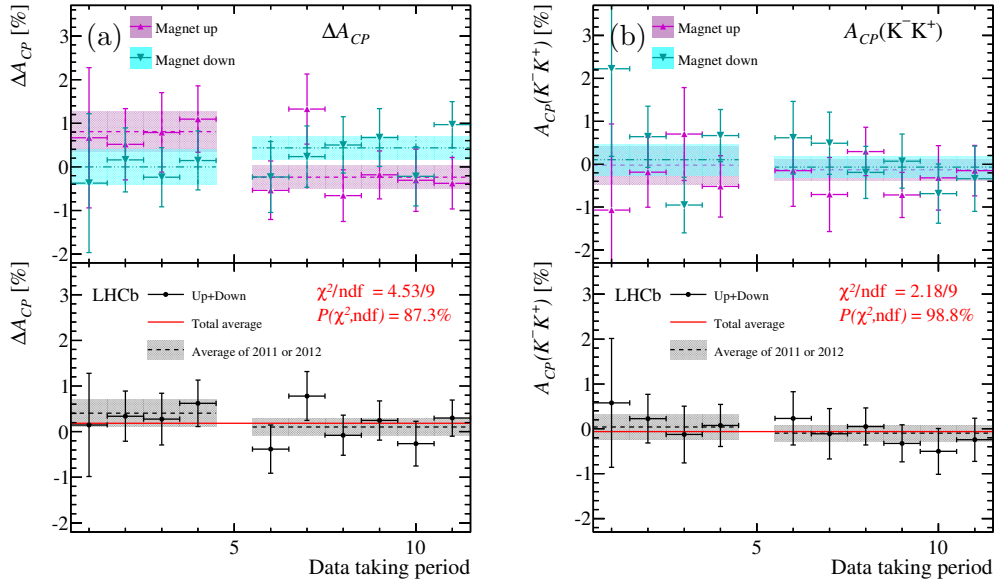 ΔA_CP [%]
3
2
1
0
-1
-2
(a)
Magnet up
Magnet down
ΔA_CP
ΔA_CP [%]
3
2
1
0
-1
-2
LHCb
Up+Down
Total average
Average of 2011 or 2012
χ²/ndf = 4.53/9
P(χ²,ndf) = 87.3%
5
10
Data taking period
A_CP(K⁻K⁺) [%]
3
2
1
0
-1
-2
(b)
Magnet up
Magnet down
A_CP(K⁻K⁺)
A_CP(K⁻K⁺) [%]
3
2
1
0
-1
-2
LHCb
Up+Down
Total average
Average of 2011 or 2012
χ²/ndf = 2.18/9
P(χ²,ndf) = 98.8%
5
10
Data taking period